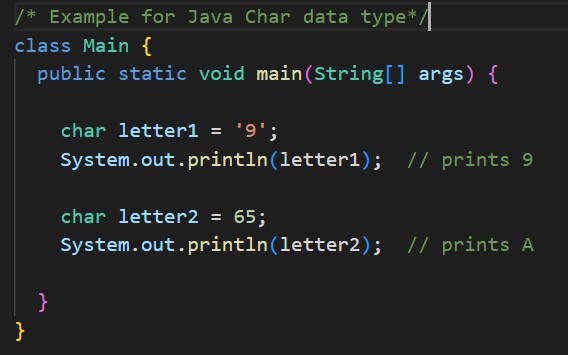 /* Example for Java Char data type*/
class Main {
  public static void main(String[] args) {

    char letter1 = '9';
    System.out.println(letter1);  // prints 9

    char letter2 = 65;
    System.out.println(letter2);  // prints A

  }
}